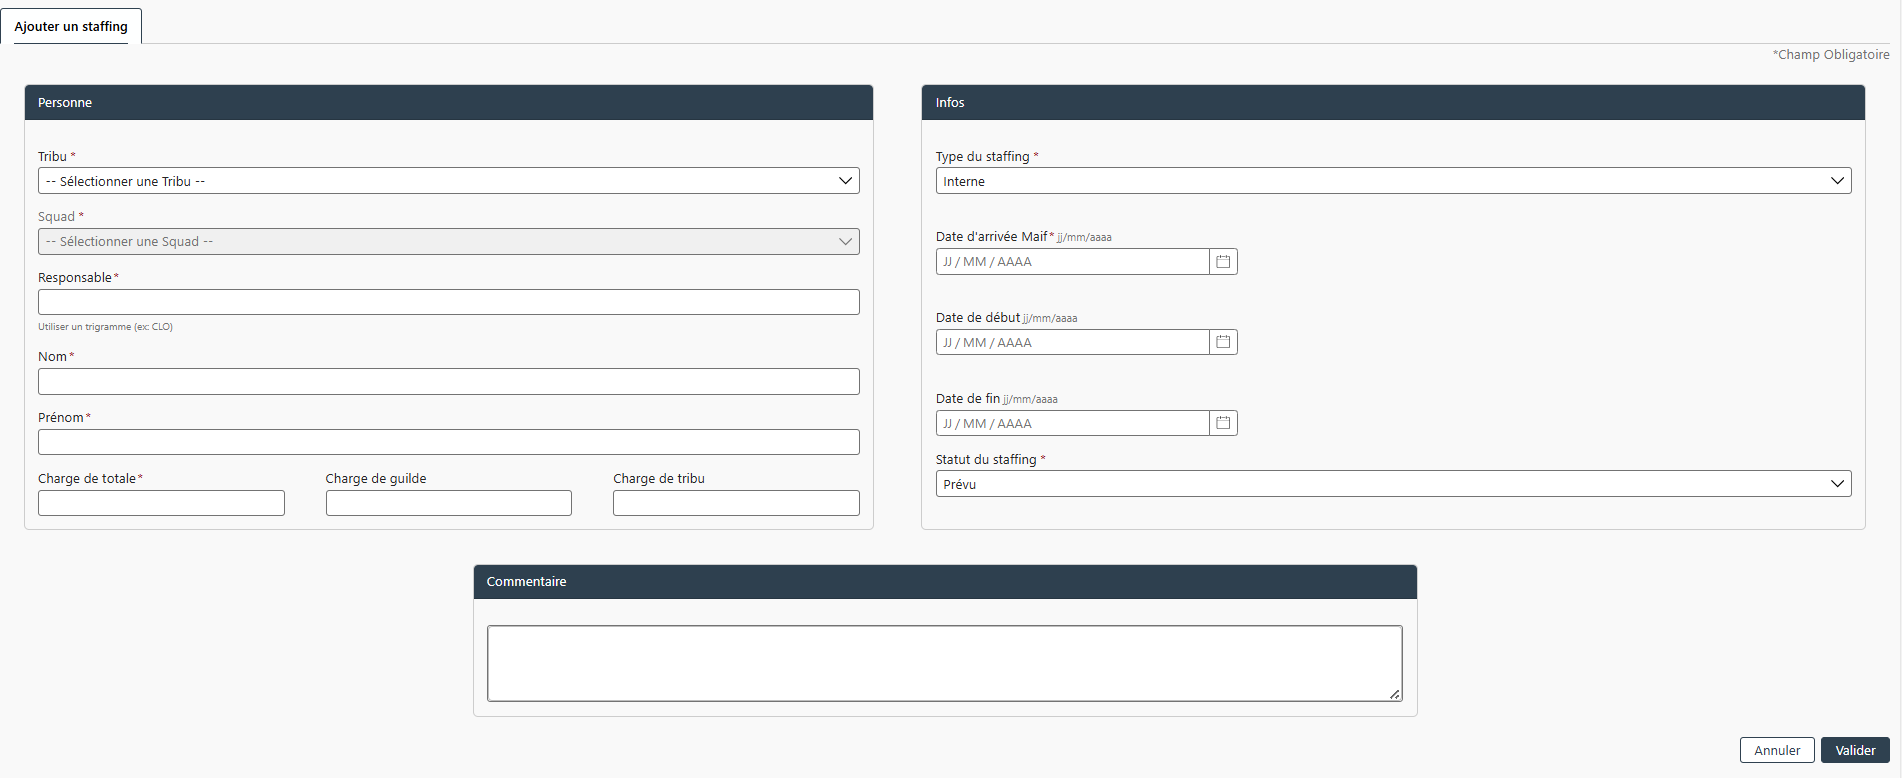 Ajouter un staffing
*Champ Obligatoire
Personne
Tribu *
-- Sélectionner une Tribu --
Squad *
-- Sélectionner une Squad --
Responsable*
Utiliser un trigramme (ex: CLO)
Nom*
Prénom*
Charge de totale* Charge de guilde Charge de tribu
Infos
Type du staffing *
Interne
Date d'arrivée Maif* jj/mm/aaaa
JJ / MM / AAAA
Date de début jj/mm/aaaa
JJ / MM / AAAA
Date de fin jj/mm/aaaa
JJ / MM / AAAA
Statut du staffing *
Prévu
Commentaire
Annuler Valider